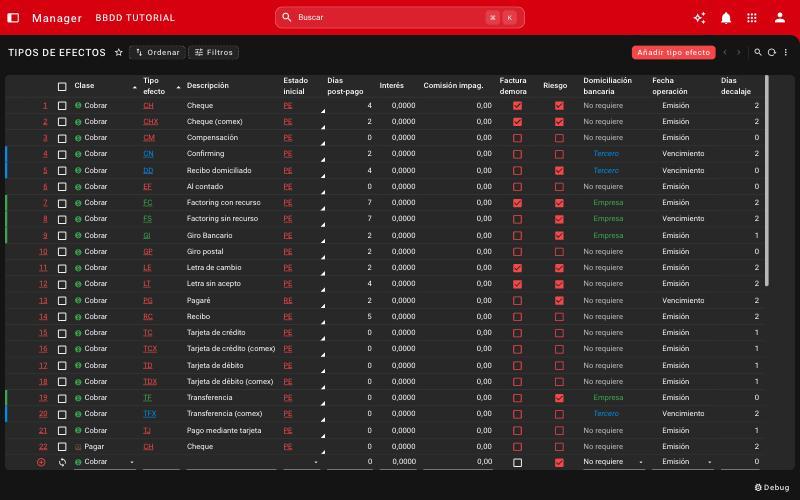 Manager BBDD TUTORIAL Buscar ⌘ K
TIPOS DE EFECTOS Ordenar Filtros Añadir tipo efecto
Clase Tipo efecto Descripción Estado inicial Días post-pago Interés Comisión impag. Factura demora Riesgo Domiciliación bancaria Fecha operación Días decalaje
1 Cobrar CH Cheque PE 4 0,0000 0,00 No requiere Emisión 2
2 Cobrar CHX Cheque (comex) PE 2 0,0000 0,00 No requiere Emisión 2
3 Cobrar CM Compensación PE 0 0,0000 0,00 No requiere Emisión 0
4 Cobrar CN Confirming PE 2 0,0000 0,00 Tercero Vencimiento 2
5 Cobrar DD Recibo domiciliado PE 4 0,0000 0,00 Tercero Vencimiento 0
6 Cobrar EF Al contado PE 0 0,0000 0,00 No requiere Emisión 0
7 Cobrar FC Factoring con recurso PE 7 0,0000 0,00 Empresa Emisión 2
8 Cobrar FS Factoring sin recurso PE 7 0,0000 0,00 Empresa Vencimiento 2
9 Cobrar GI Giro Bancario PE 2 0,0000 0,00 Empresa Emisión 1
10 Cobrar GP Giro postal PE 2 0,0000 0,00 No requiere Emisión 0
11 Cobrar LE Letra de cambio PE 2 0,0000 0,00 No requiere Emisión 2
12 Cobrar LT Letra sin acepto PE 4 0,0000 0,00 No requiere Emisión 2
13 Cobrar PG Pagaré RE 2 0,0000 0,00 No requiere Vencimiento 2
14 Cobrar RC Recibo PE 5 0,0000 0,00 No requiere Emisión 2
15 Cobrar TC Tarjeta de crédito PE 0 0,0000 0,00 No requiere Emisión 1
16 Cobrar TCX Tarjeta de crédito (comex) PE 0 0,0000 0,00 No requiere Emisión 1
17 Cobrar TD Tarjeta de débito PE 0 0,0000 0,00 No requiere Emisión 1
18 Cobrar TDX Tarjeta de débito (comex) PE 0 0,0000 0,00 No requiere Emisión 1
19 Cobrar TF Transferencia PE 0 0,0000 0,00 Empresa Emisión 0
20 Cobrar TFX Transferencia (comex) PE 0 0,0000 0,00 Tercero Vencimiento 2
21 Cobrar TJ Pago mediante tarjeta PE 0 0,0000 0,00 No requiere Emisión 1
22 Pagar CH Cheque PE 0 0,0000 0,00 No requiere Emisión 2
Cobrar 0 0,0000 0,00 No requiere Emisión 0
Debug